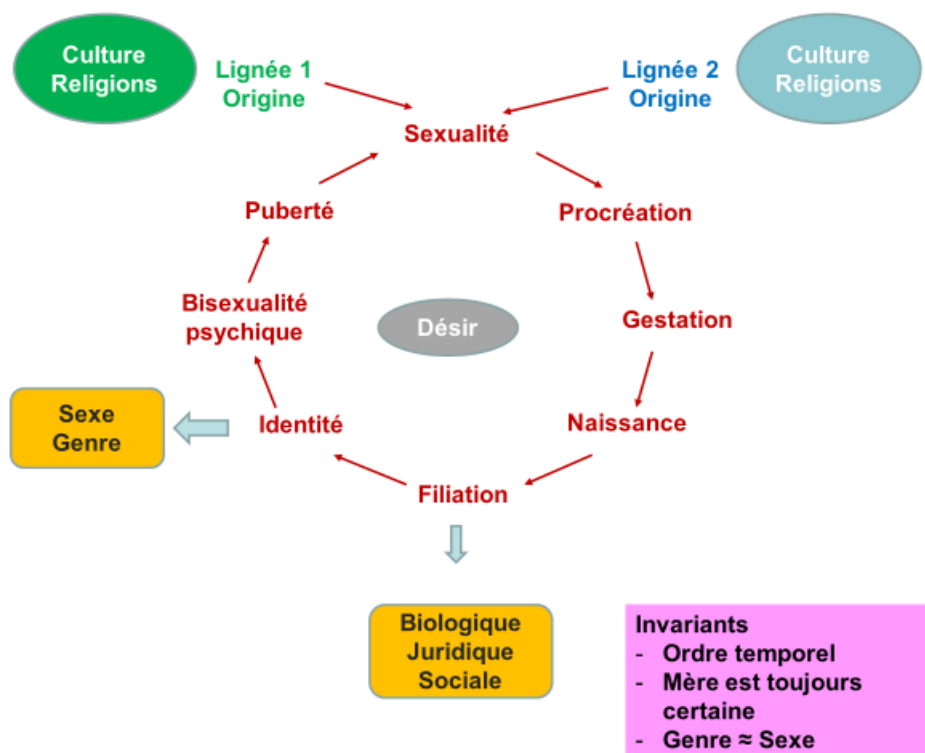 Culture
Religions
Lignée 1
Origine
Lignée 2
Origine
Culture
Religions
Sexualité
Puberté
Procréation
Bisexualité
psychique
Désir
Gestation
Sexe
Genre
Identité
Naissance
Filiation
Biologique
Juridique
Sociale
Invariants
- Ordre temporel
- Mère est toujours
certaine
- Genre ≈ Sexe